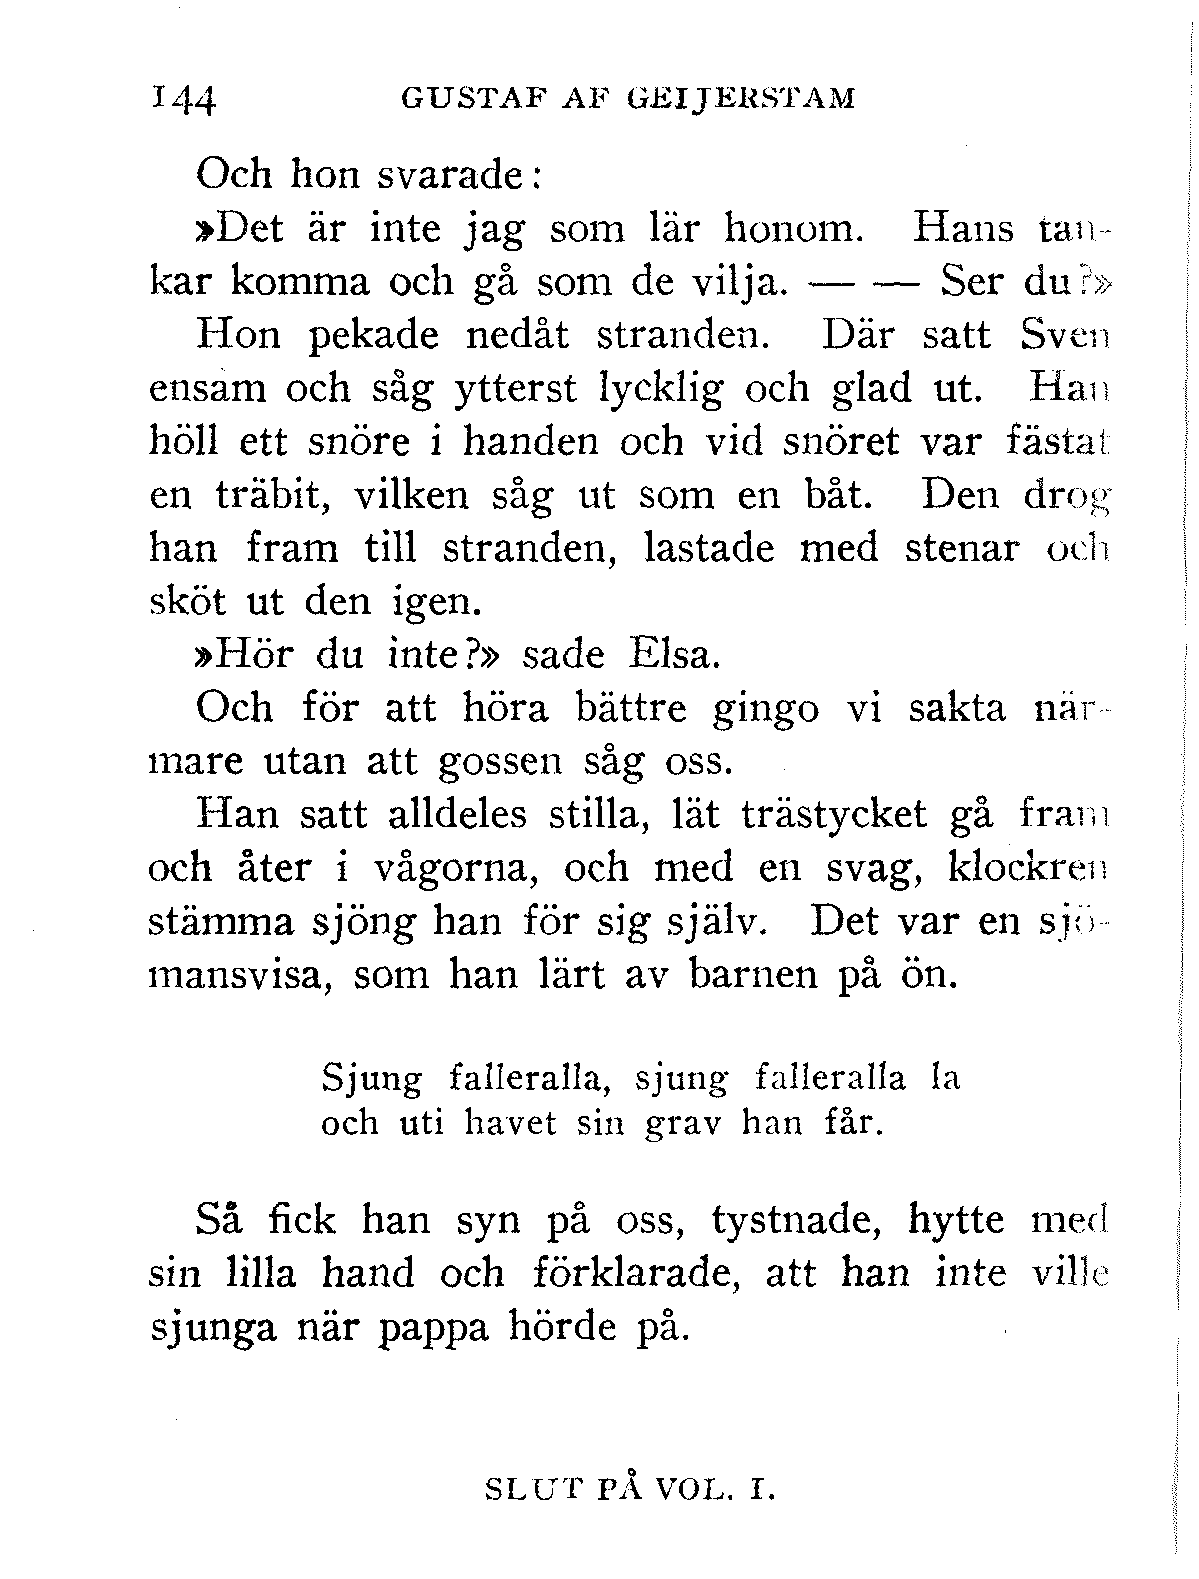 144 GUSTAF AF GEIJERSTAM
Och hon svarade:
»Det är inte jag som lär honom. Hans tan-
kar komma och gå som de vilja. — — Ser du?»
Hon pekade nedåt stranden. Där satt Sven
ensam och såg ytterst lycklig och glad ut. Han
höll ett snöre i handen och vid snöret var fästat
en träbit, vilken såg ut som en båt. Den drog
han fram till stranden, lastade med stenar och
sköt ut den igen.
»Hör du inte?» sade Elsa.
Och för att höra bättre gingo vi sakta när-
mare utan att gossen såg oss.
Han satt alldeles stilla, lät trästycket gå fram
och åter i vågorna, och med en svag, klockren
stämma sjöng han för sig själv. Det var en sjö-
mansvisa, som han lärt av barnen på ön.
Sjung falleralla, sjung falleralla la
och uti havet sin grav han får.
Så fick han syn på oss, tystnade, hytte med
sin lilla hand och förklarade, att han inte ville
sjunga när pappa hörde på.
SLUT PÅ VOL. I.